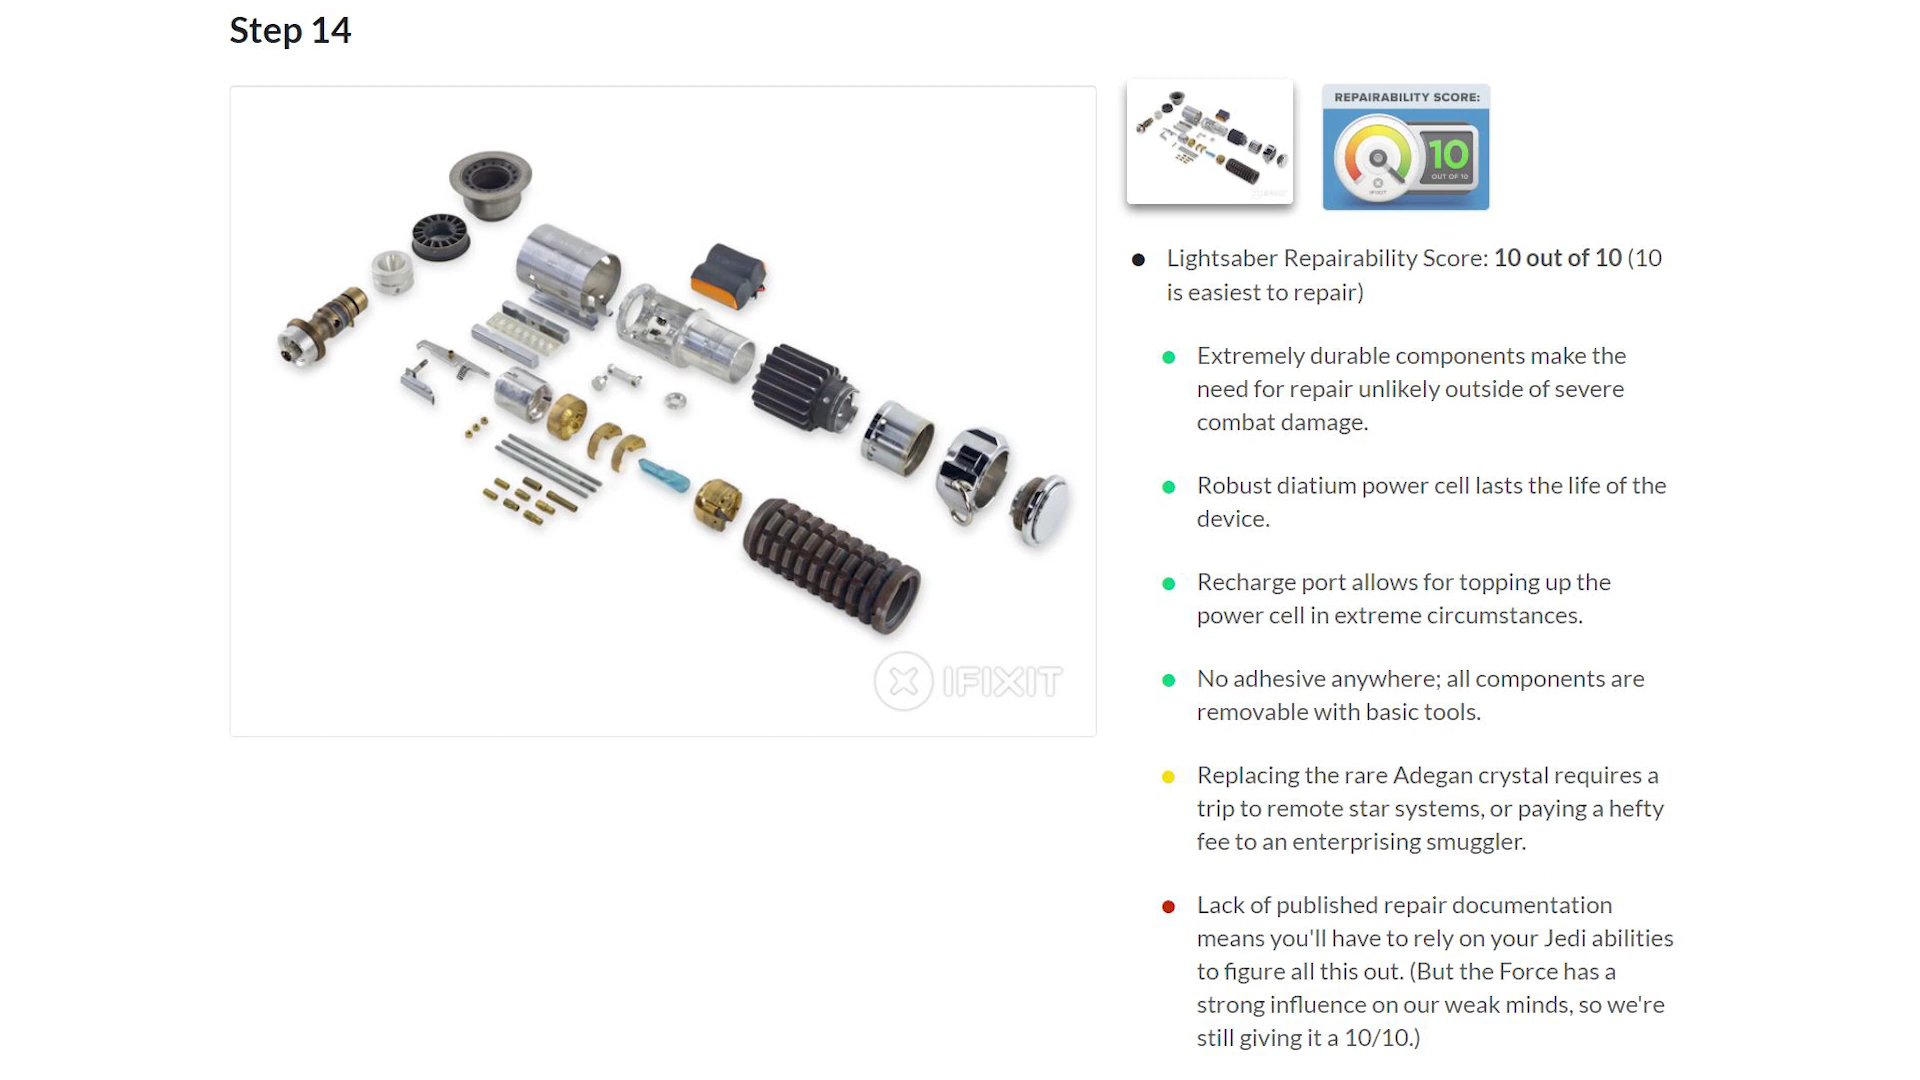 Step 14
REPAIRABILITY SCORE:
10
OUT OF 10
IFIXIT
IFIXIT
Lightsaber Repairability Score: 10 out of 10 (10
is easiest to repair)
Extremely durable components make the
need for repair unlikely outside of severe
combat damage.
Robust diatium power cell lasts the life of the
device.
Recharge port allows for topping up the
power cell in extreme circumstances.
No adhesive anywhere; all components are
removable with basic tools.
Replacing the rare Adegan crystal requires a
trip to remote star systems, or paying a hefty
fee to an enterprising smuggler.
Lack of published repair documentation
means you'll have to rely on your Jedi abilities
to figure all this out. (But the Force has a
strong influence on our weak minds, so we're
still giving it a 10/10.)